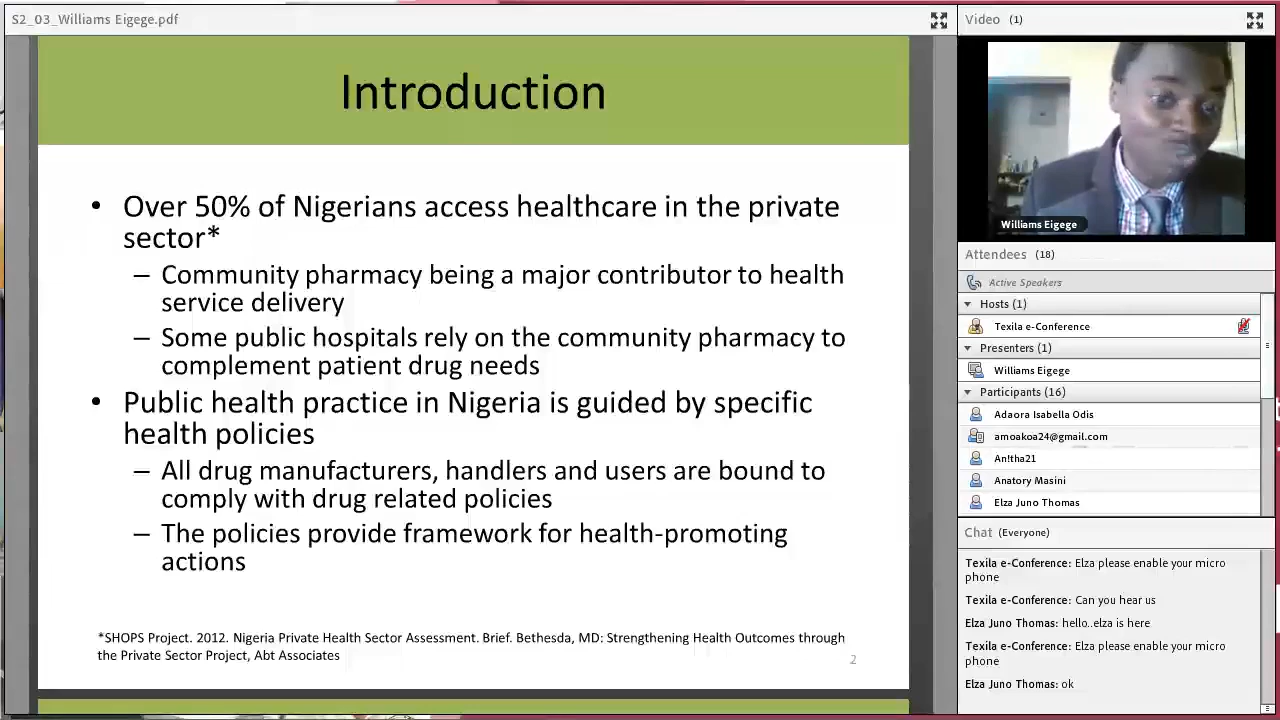 S2_03_Williams Eigege.pdf
Introduction
• Over 50% of Nigerians access healthcare in the private
sector*
– Community pharmacy being a major contributor to health
service delivery
– Some public hospitals rely on the community pharmacy to
complement patient drug needs
• Public health practice in Nigeria is guided by specific
health policies
– All drug manufacturers, handlers and users are bound to
comply with drug related policies
– The policies provide framework for health-promoting
actions
*SHOPS Project. 2012. Nigeria Private Health Sector Assessment. Brief. Bethesda, MD: Strengthening Health Outcomes through
the Private Sector Project, Abt Associates
2
Video (1)
Williams Eigege
Attendees (18)
Active Speakers
Hosts (1)
Texila e-Conference
Presenters (1)
Williams Eigege
Participants (16)
Adaora Isabella Odis
amoakoa24@gmail.com
An!tha21
Anatory Masini
Elza Juno Thomas
Chat (Everyone)
Texila e-Conference: Elza please enable your micro
phone
Texila e-Conference: Can you hear us
Elza Juno Thomas: hello..elza is here
Texila e-Conference: Elza please enable your micro
phone
Elza Juno Thomas: ok